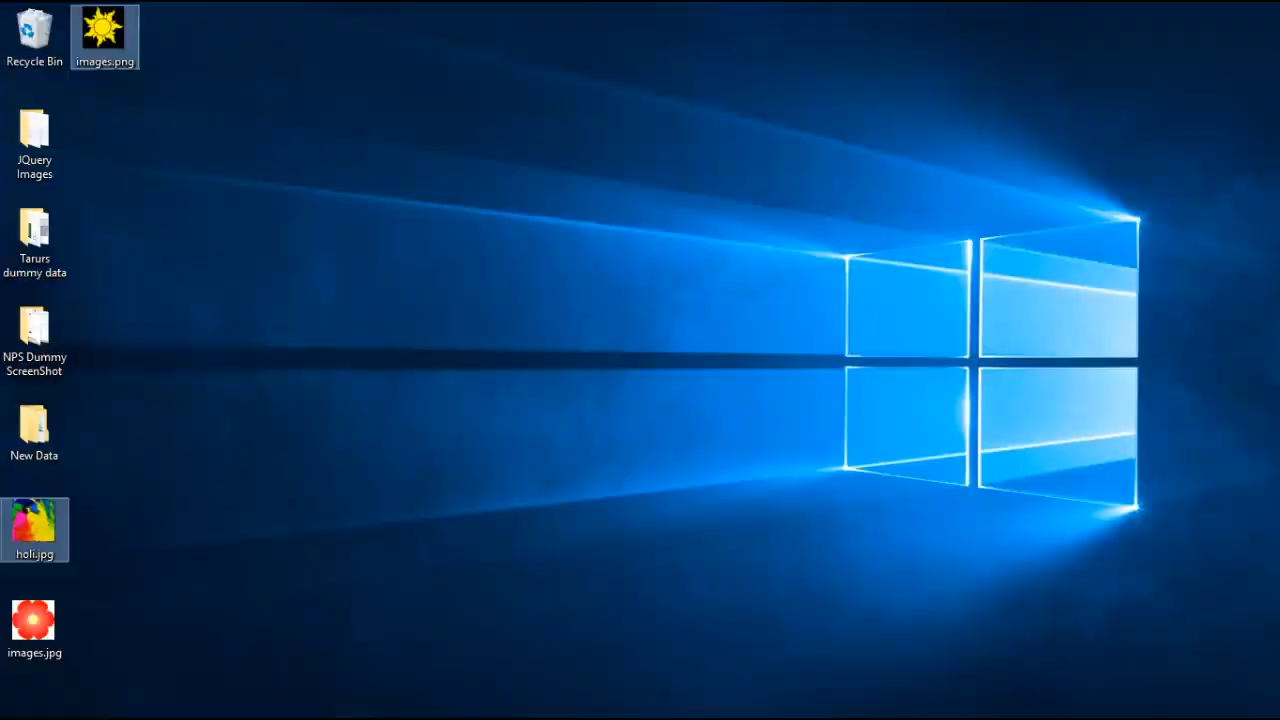 Recycle Bin
images.png
JQuery
Images
Tarurs
dummy data
NPS Dummy
ScreenShot
New Data
holi.jpg
images.jpg